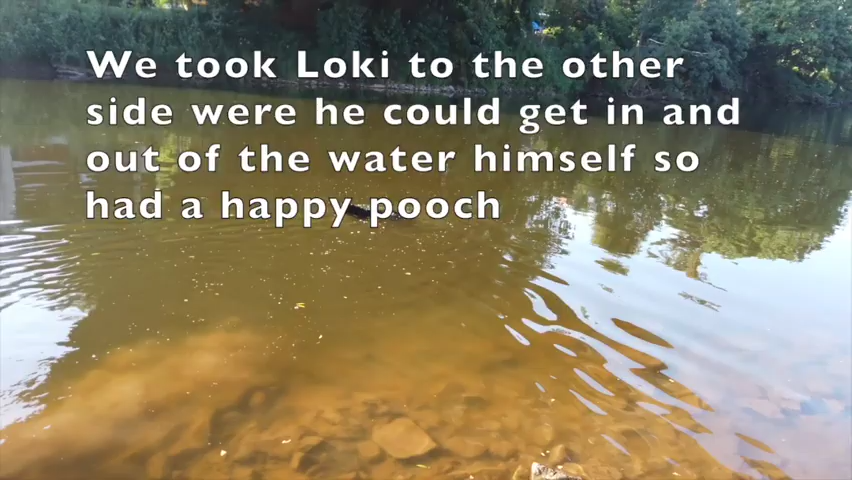 We took Loki to the other
side were he could get in and
out of the water himself so
had a happy pooch